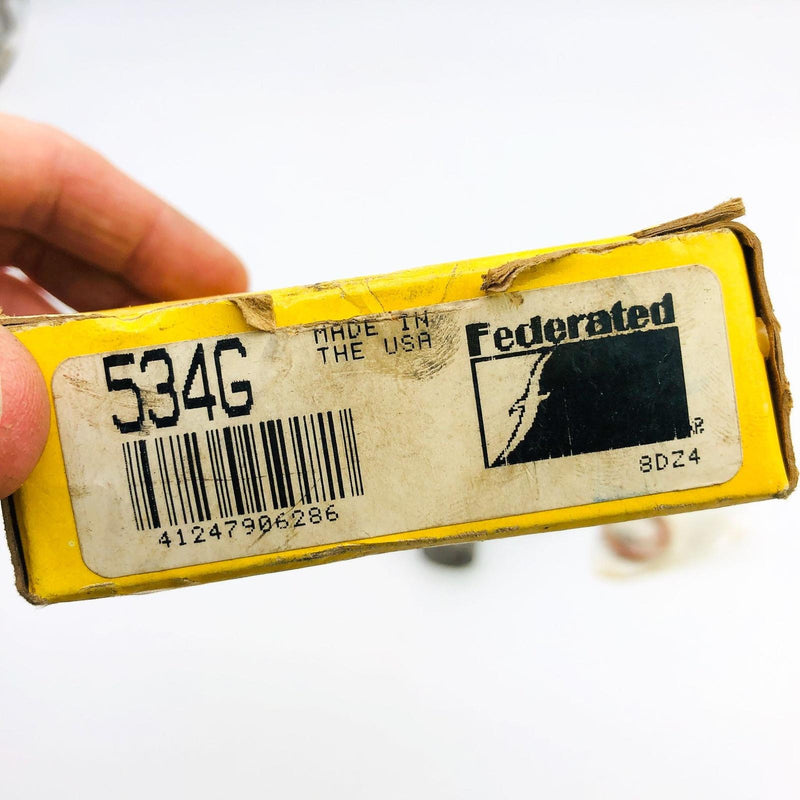 534G
MADE IN
THE USA
41247906286
Federated
8DZ4